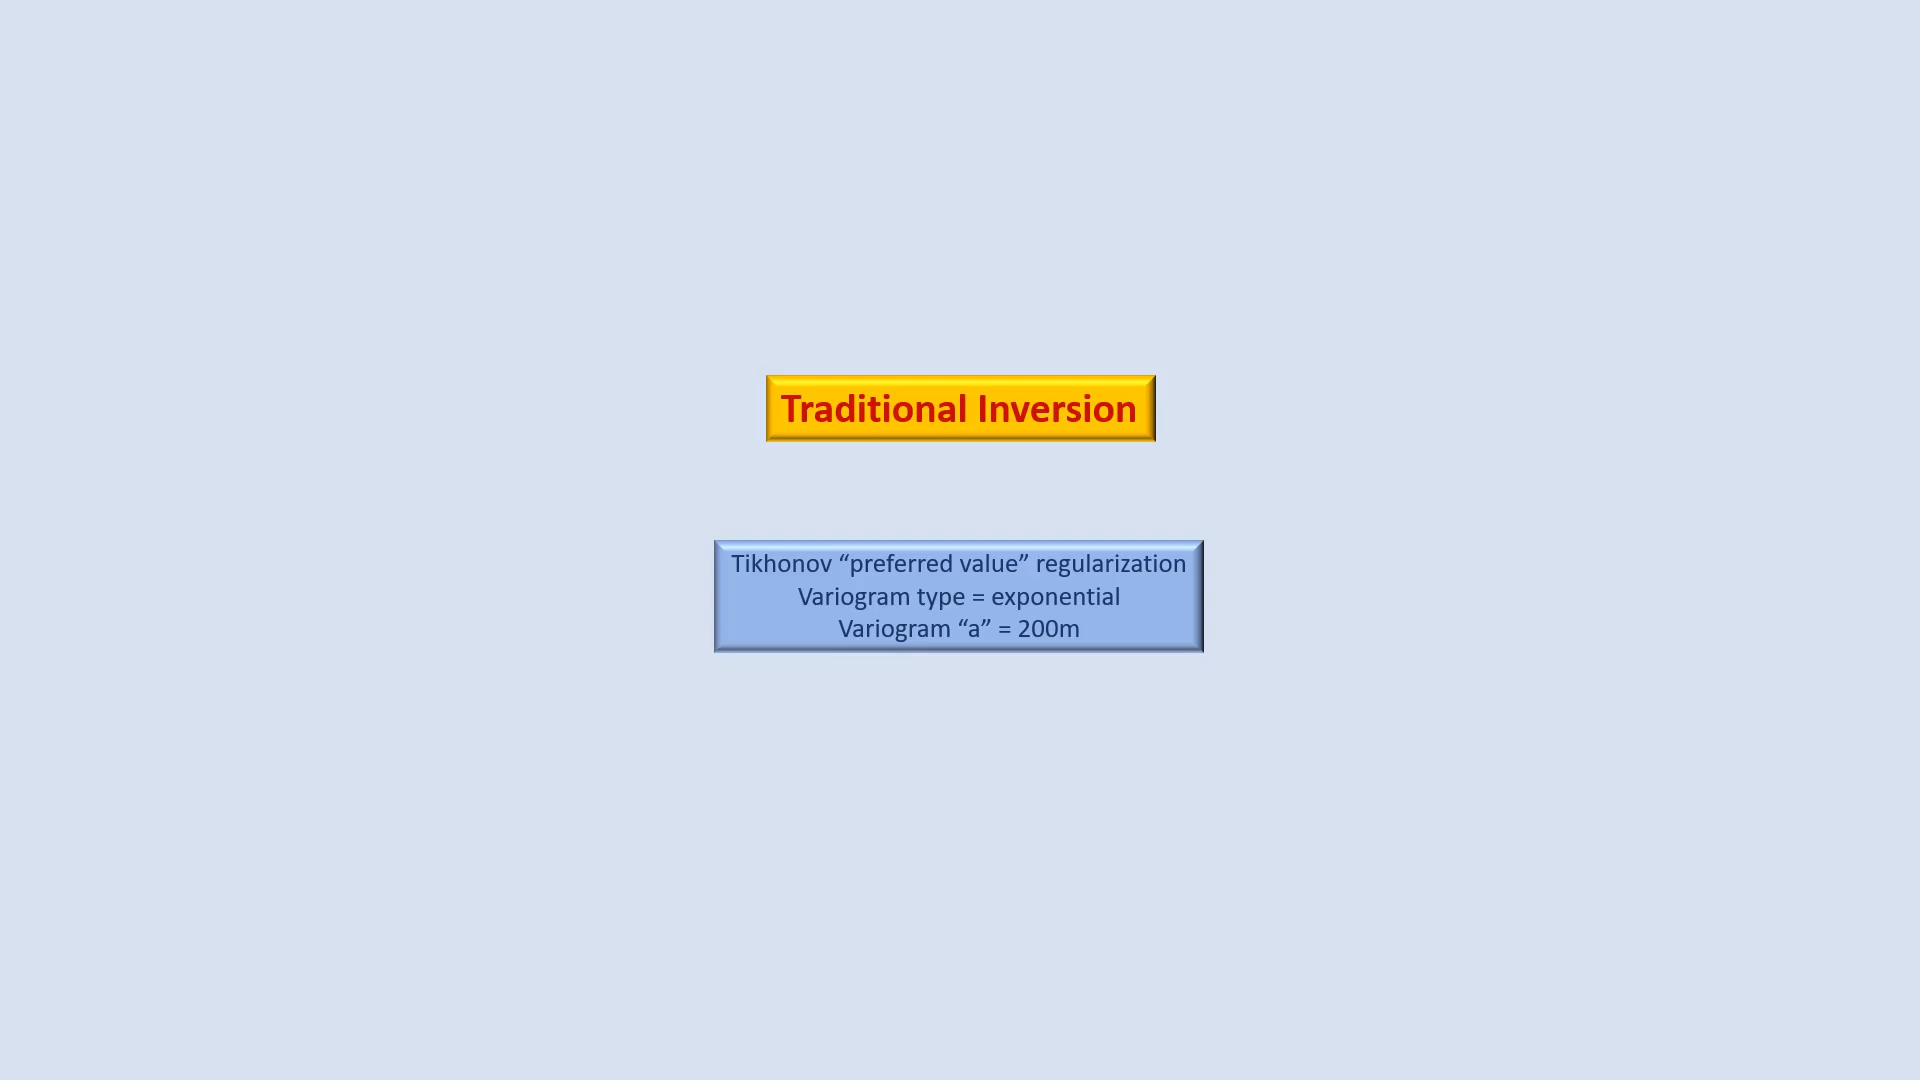 Traditional Inversion
Tikhonov “preferred value” regularization
Variogram type = exponential
Variogram “a” = 200m